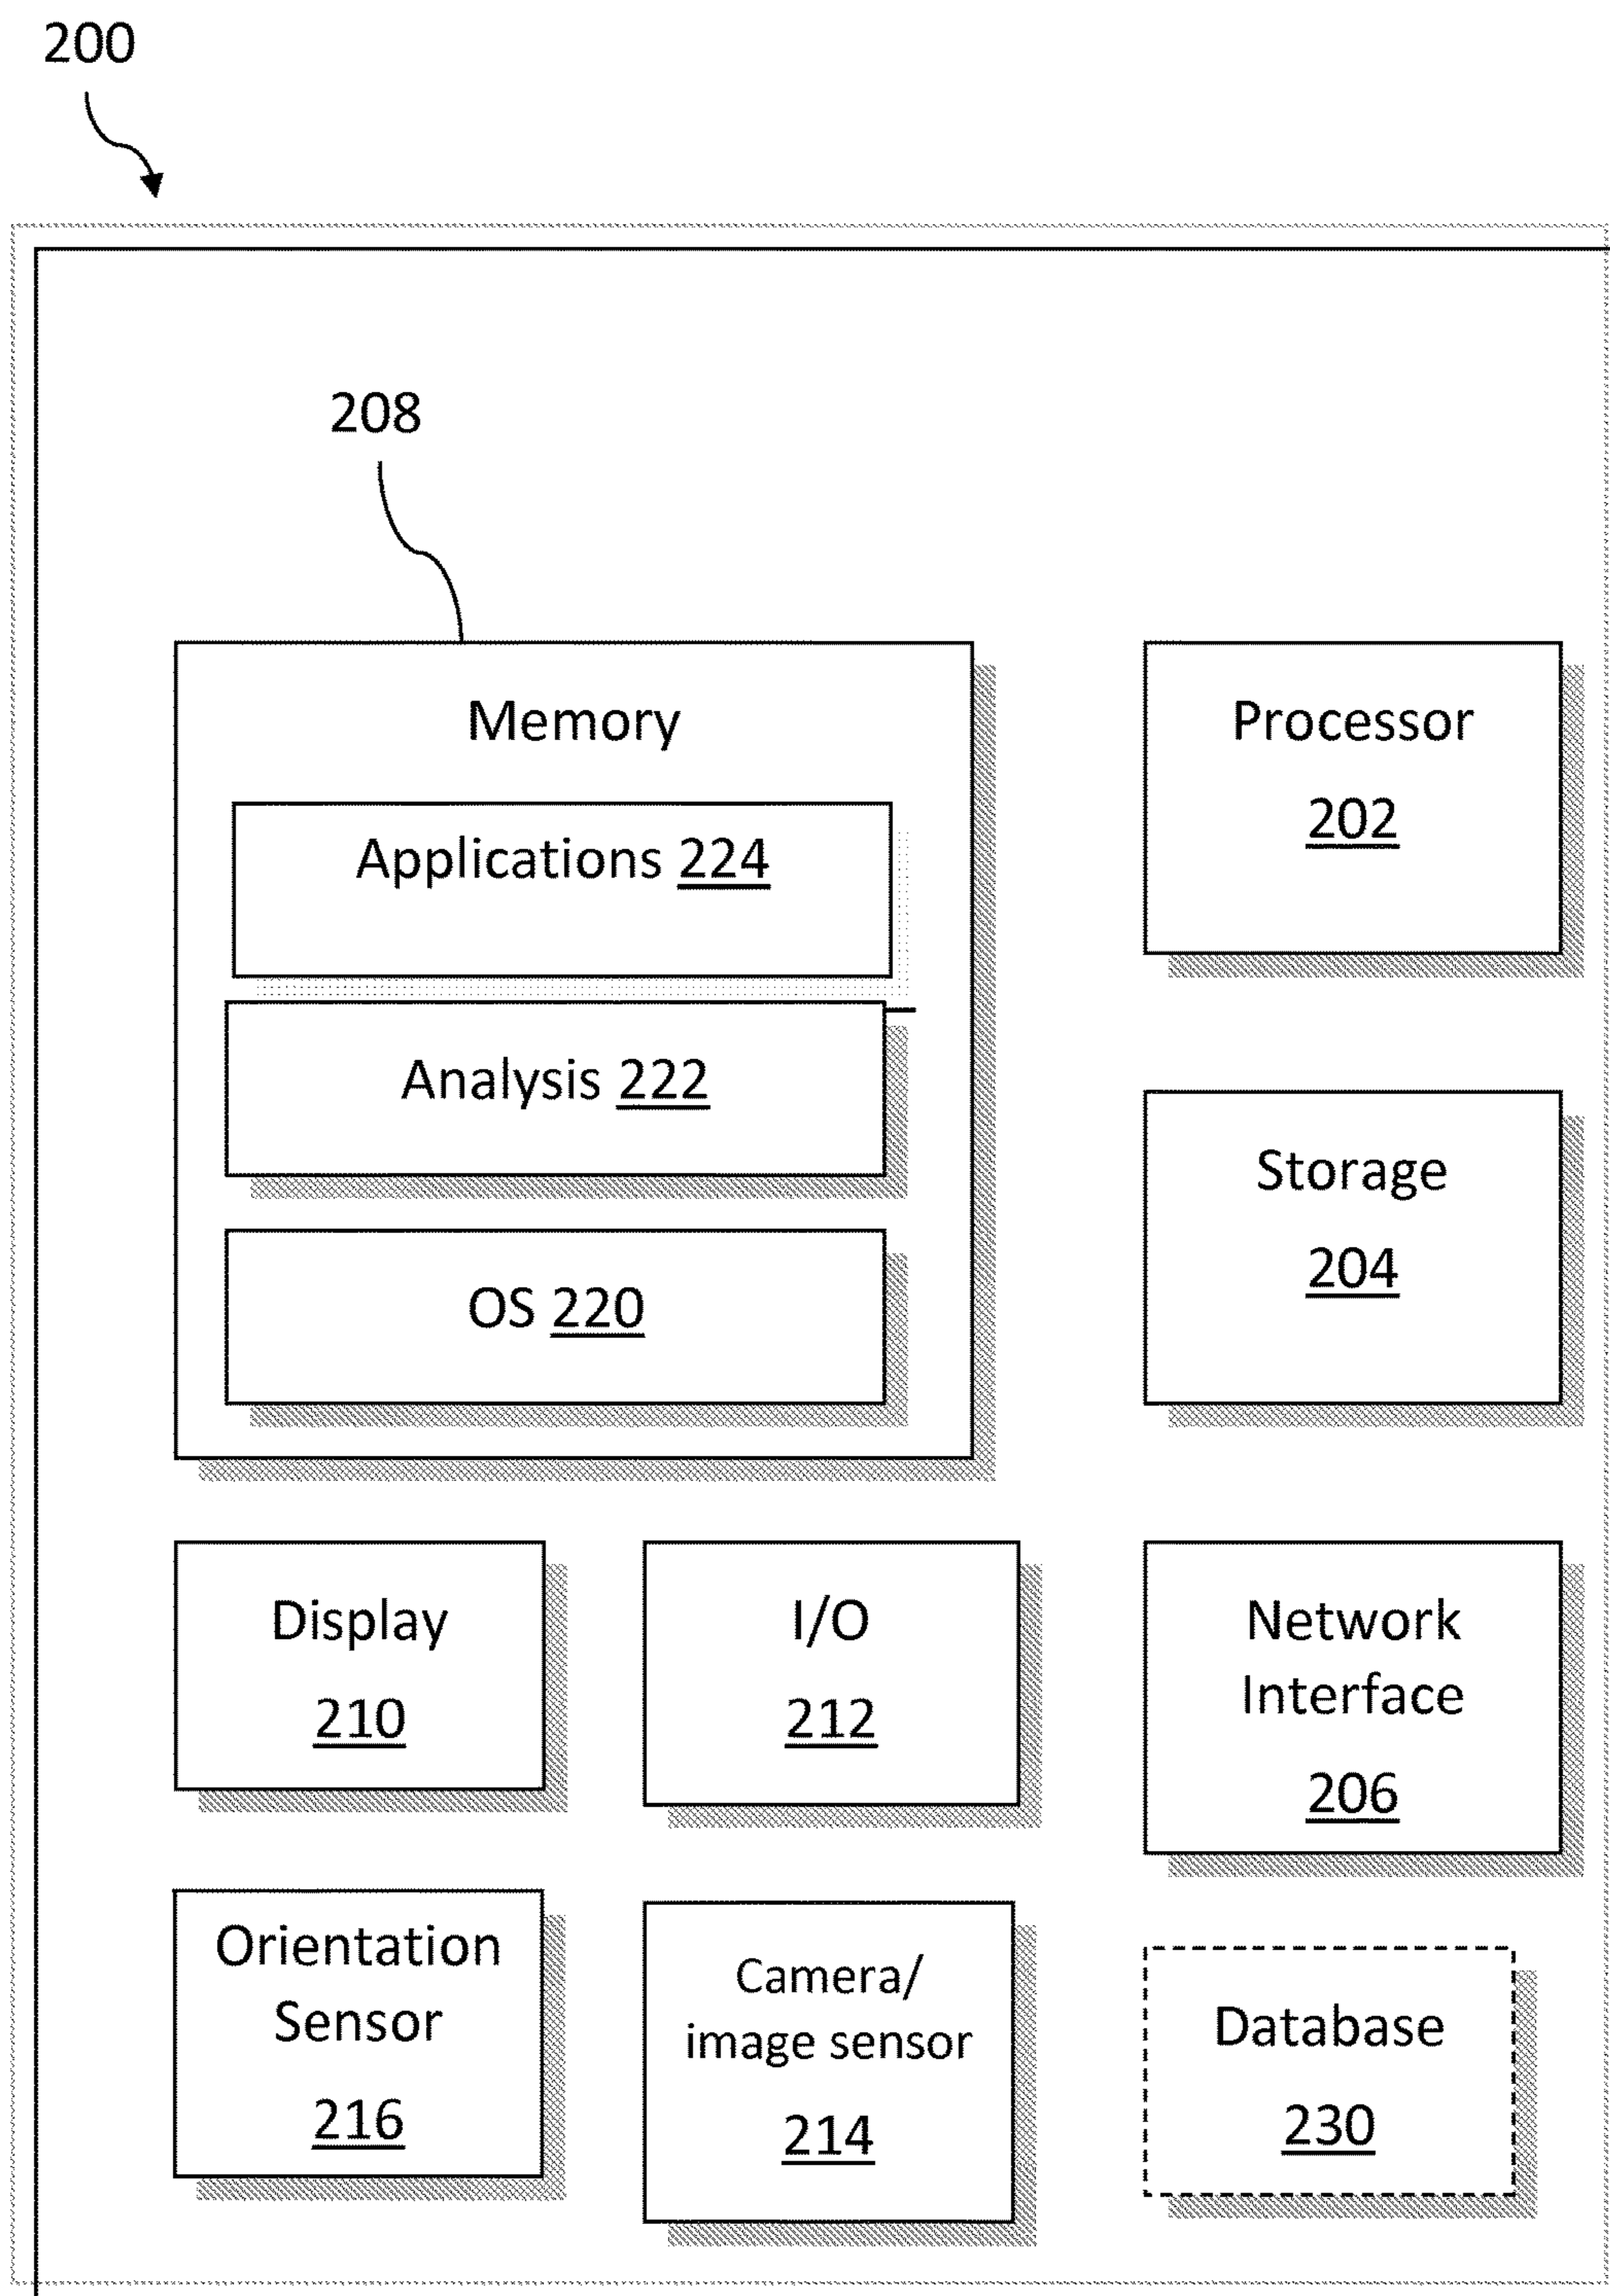 200
208
Memory
Applications 224
Analysis 222
OS 220
Processor
202
Storage
204
Display
210
I/O
212
Network
Interface
206
Orientation
Sensor
216
Camera/
image sensor
214
Database
230